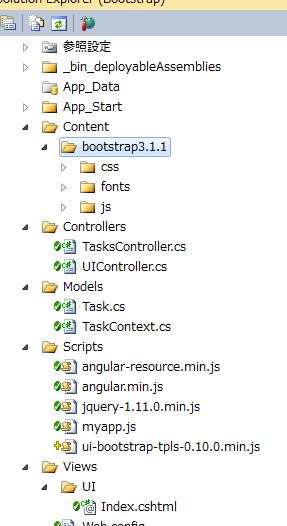 Solution Explorer (Bootstrap)
参照設定
_bin_deployableAssemblies
App_Data
App_Start
Content
bootstrap3.1.1
css
fonts
js
Controllers
TasksController.cs
UIController.cs
Models
Task.cs
TaskContext.cs
Scripts
angular-resource.min.js
angular.min.js
jquery-1.11.0.min.js
myapp.js
ui-bootstrap-tpls-0.10.0.min.js
Views
UI
Index.cshtml
Web.config